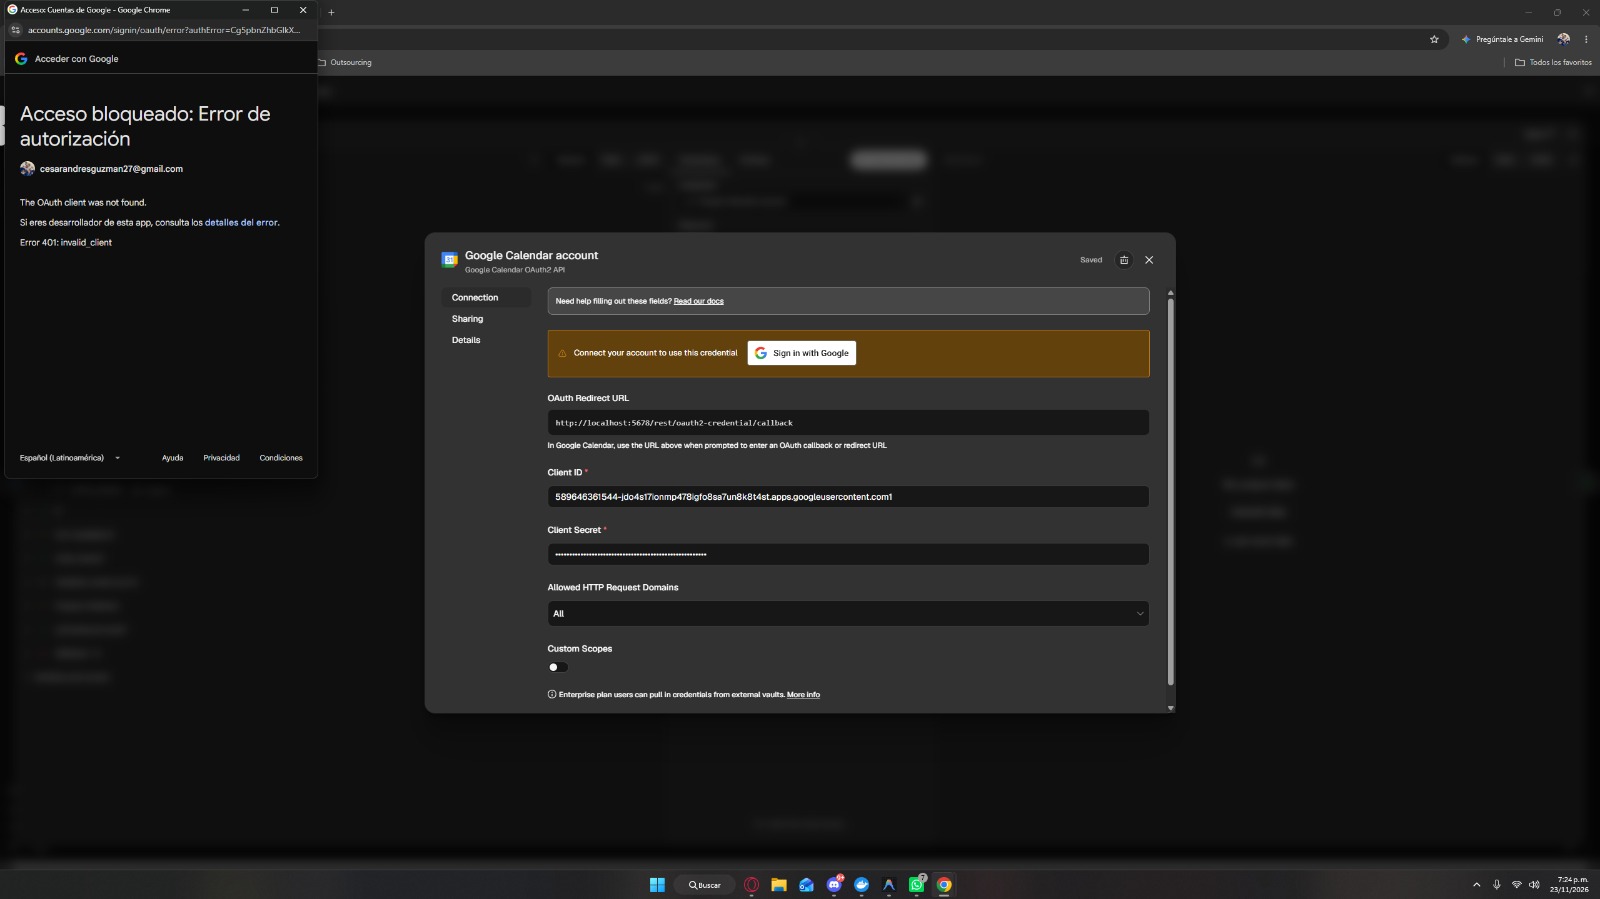 Acceso: Cuentas de Google - Google Chrome
accounts.google.com/signin/oauth/error?authError=Cg5pbnZhbGlkX...
Acceder con Google
Acceso bloqueado: Error de
autorización
cesarandresguzman27@gmail.com
The OAuth client was not found.
Si eres desarrollador de esta app, consulta los detalles del error.
Error 401: invalid_client
Español (Latinoamérica)
Ayuda
Privacidad
Condiciones
Pregúntale a Gemini
Outsourcing
Todos los favoritos
Google Calendar account
Google Calendar OAuth2 API
Saved
Connection
Sharing
Details
Need help filling out these fields? Read our docs
Connect your account to use this credential
Sign in with Google
OAuth Redirect URL
http://localhost:5678/rest/oauth2-credential/callback
In Google Calendar, use the URL above when prompted to enter an OAuth callback or redirect URL
Client ID *
589646361544-jdo4s17ionmp478igfo8sa7un8k8t4st.apps.googleusercontent.com1
Client Secret *
Allowed HTTP Request Domains
All
Custom Scopes
Enterprise plan users can pull in credentials from external vaults. More info
Buscar
7:24 p.m.
23/11/2026